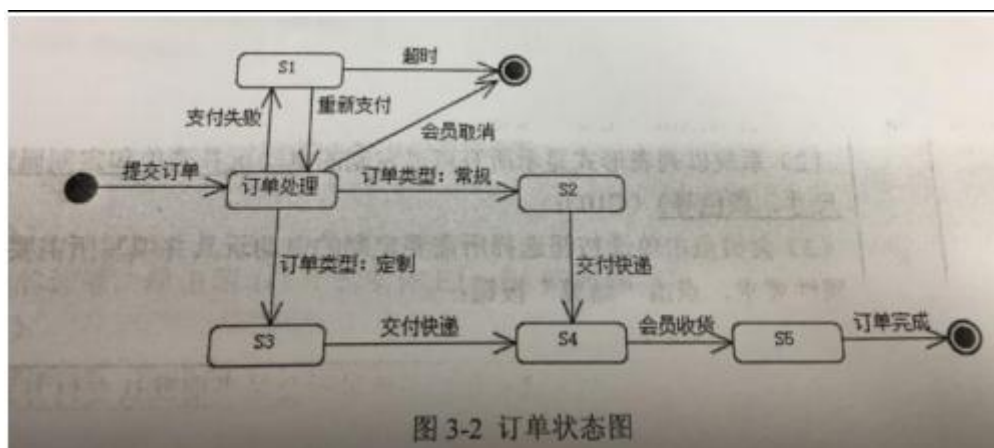 S1
超时
支付失败
重新支付
会员取消
提交订单
订单处理
订单类型：常规
S2
订单类型：定制
交付快递
S3
交付快递
S4
会员收货
S5
订单完成
图 3-2 订单状态图